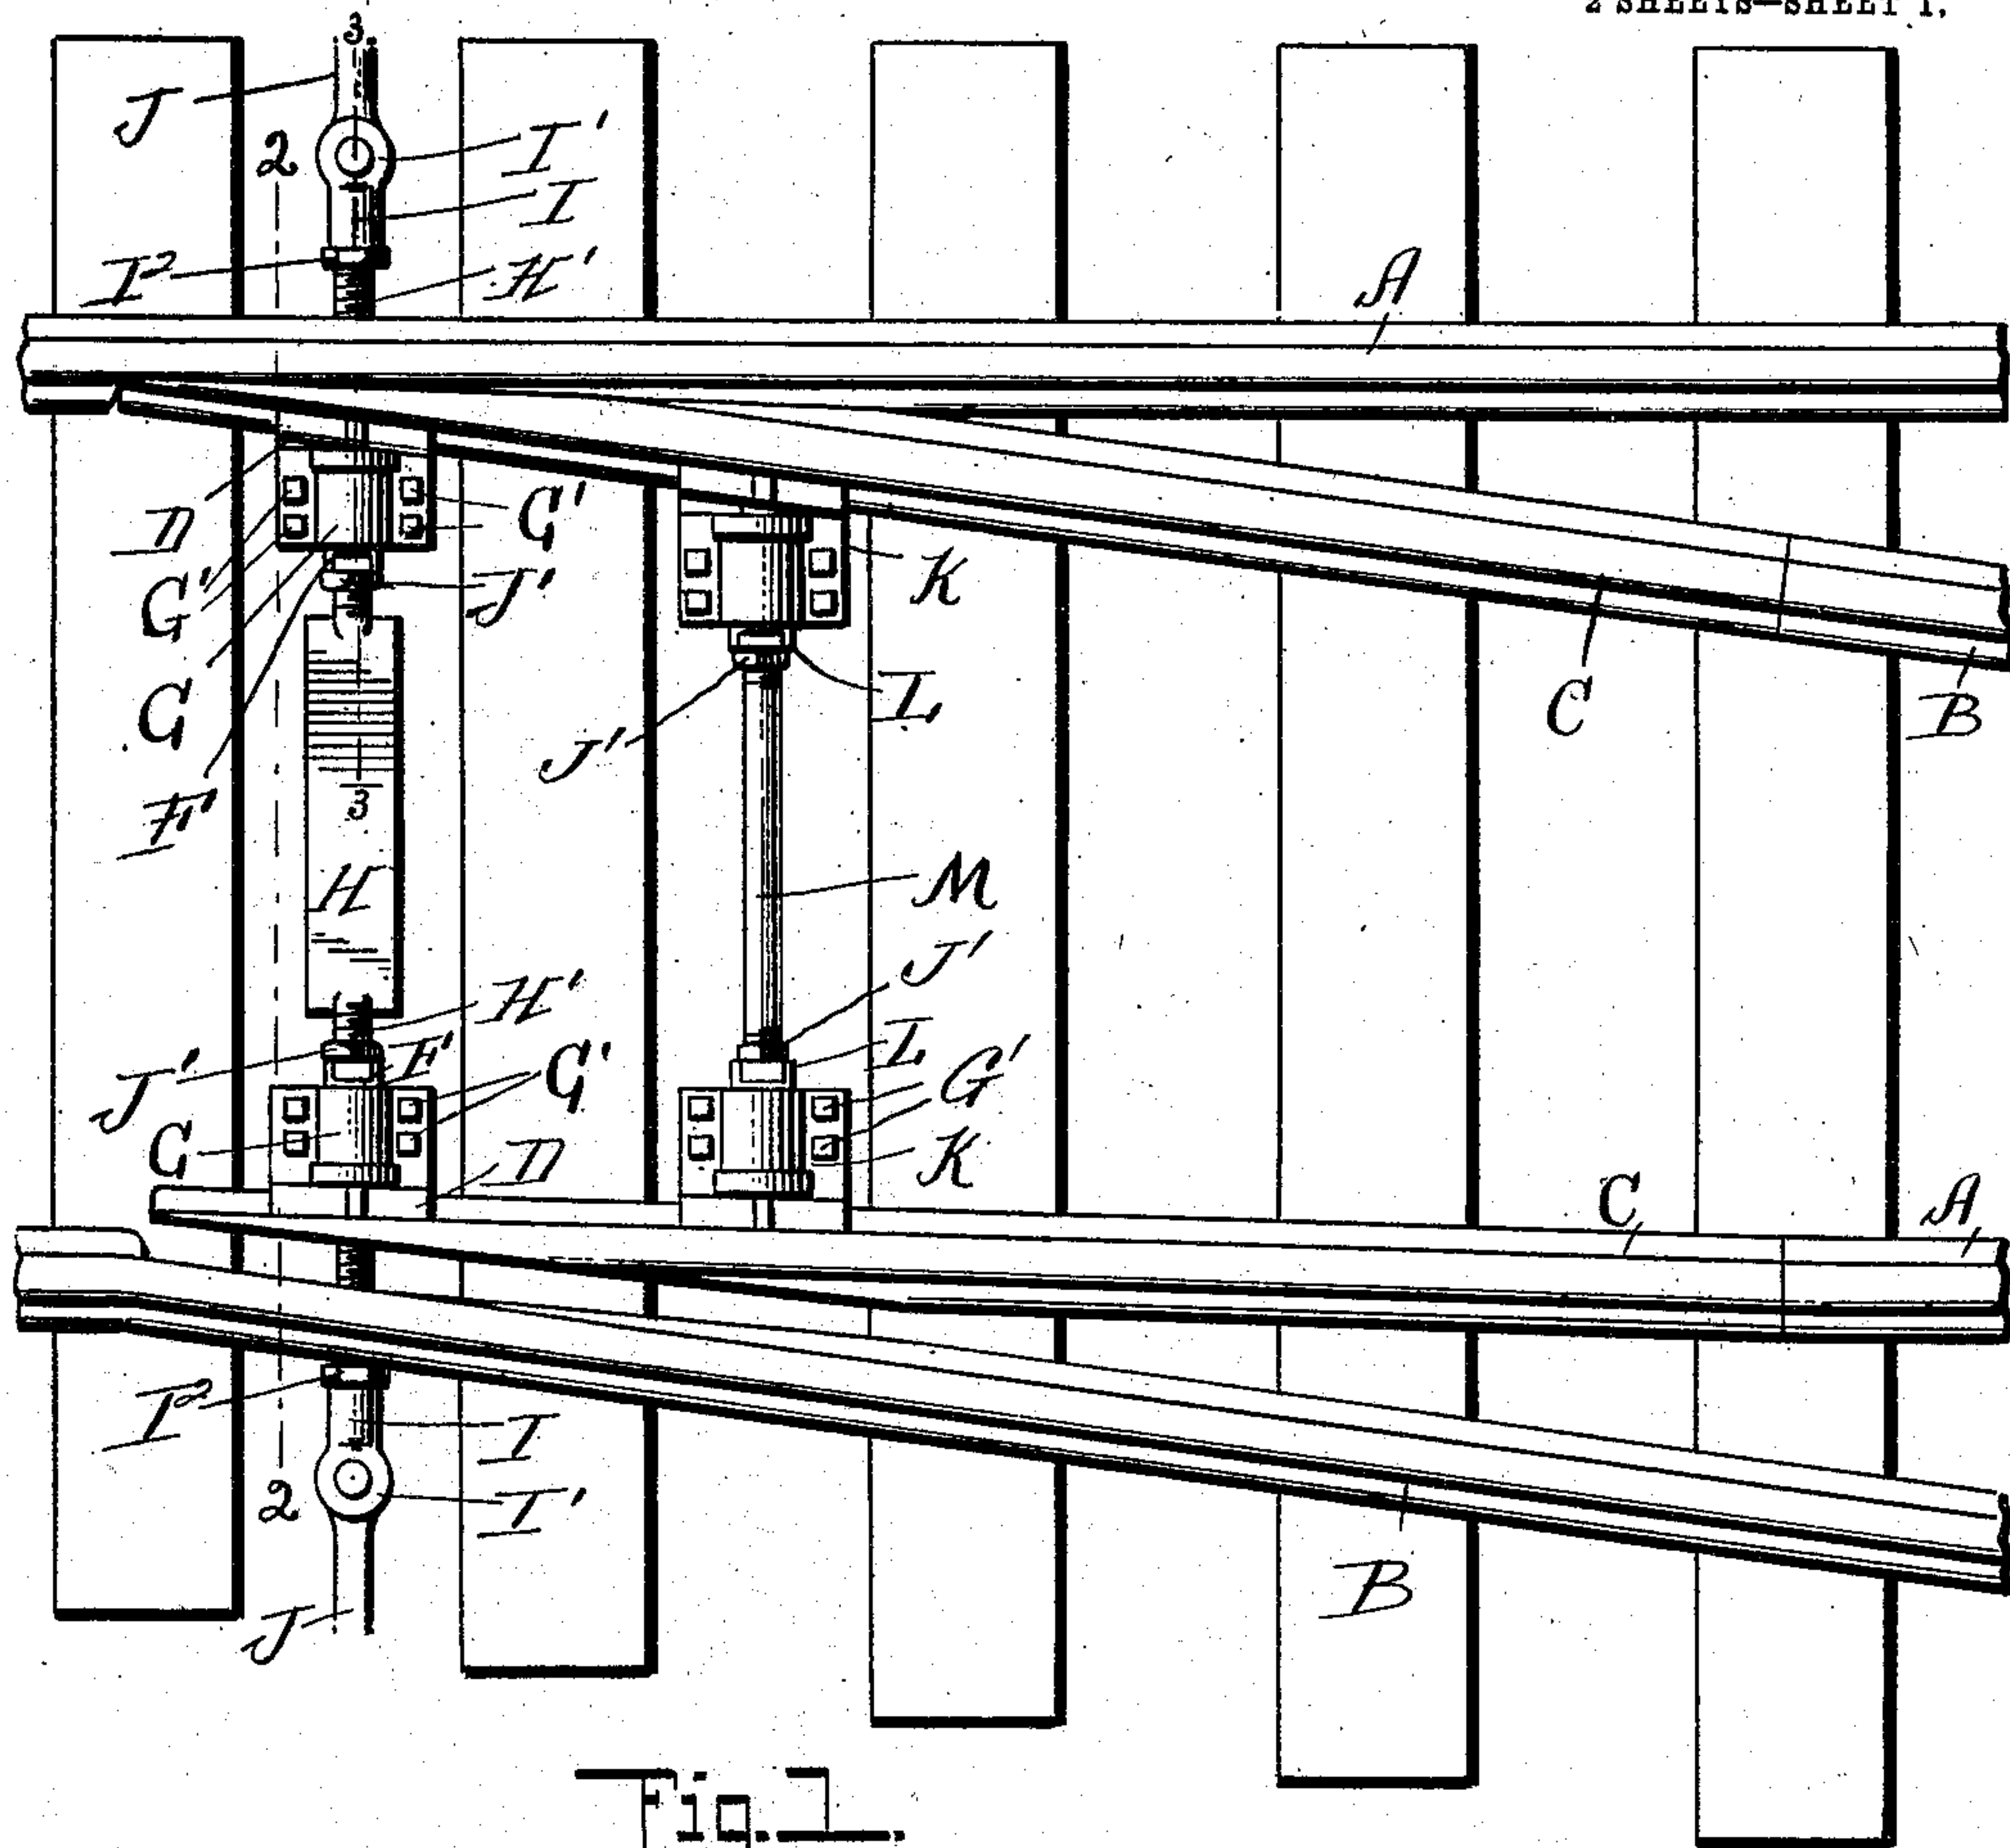 2 SHEETS—SHEET 1.
3
J
2
I'
I
I²
H'
A
D
G'
G'
G
J'
K
L
C
B
F'
3
J'
H
M
H'
J'
J'
F'
G'
L
G'
G
D
K
C
A
I²
I
2
I'
B
J
Fig. 1.